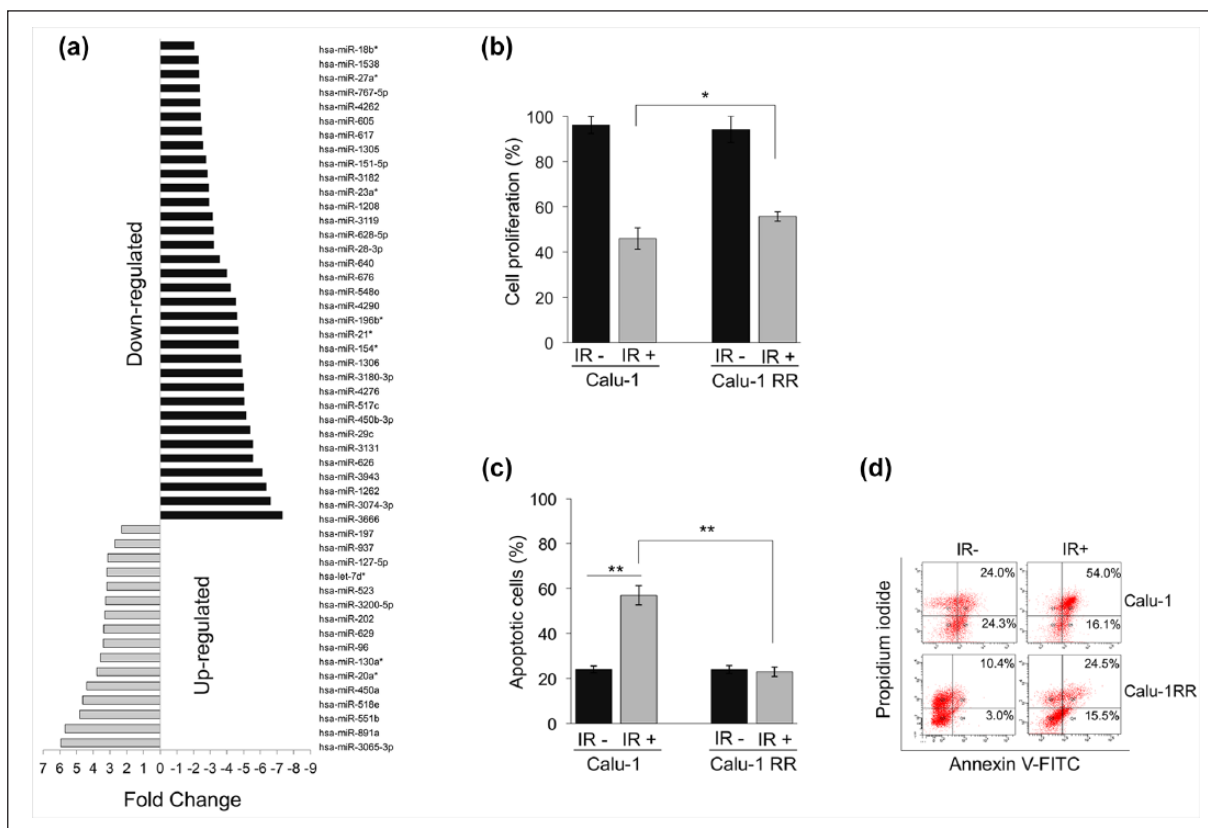 (a)
Down-regulated
Up-regulated
hsa-miR-18b*
hsa-miR-1538
hsa-miR-27a*
hsa-miR-767-5p
hsa-miR-4262
hsa-miR-605
hsa-miR-617
hsa-miR-1305
hsa-miR-151-5p
hsa-miR-3182
hsa-miR-23a*
hsa-miR-1208
hsa-miR-3119
hsa-miR-628-5p
hsa-miR-28-3p
hsa-miR-640
hsa-miR-676
hsa-miR-548e
hsa-miR-4290
hsa-miR-196b*
hsa-miR-21*
hsa-miR-154*
hsa-miR-1306
hsa-miR-3180-3p
hsa-miR-4276
hsa-miR-517c
hsa-miR-450b-3p
hsa-miR-29c
hsa-miR-3131
hsa-miR-626
hsa-miR-3943
hsa-miR-1262
hsa-miR-3074-3p
hsa-miR-3666
hsa-miR-197
hsa-miR-937
hsa-miR-127-5p
hsa-let-7d*
hsa-miR-523
hsa-miR-3200-5p
hsa-miR-202
hsa-miR-629
hsa-miR-96
hsa-miR-130a*
hsa-miR-20a*
hsa-miR-450a
hsa-miR-518e
hsa-miR-551b
hsa-miR-891a
hsa-miR-3065-3p
7 6 5 4 3 2 1 0 -1 -2 -3 -4 -5 -6 -7 -8 -9
Fold Change
(b)
Cell proliferation (%)
100
80
60
40
20
0
*
IR - IR + IR - IR +
Calu-1 Calu-1 RR
(c)
Apoptotic cells (%)
100
80
60
40
20
0
**
**
IR - IR + IR - IR +
Calu-1 Calu-1 RR
(d)
IR- IR+
Propidium iodide
24.0% 54.0%
Calu-1
24.3% 16.1%
10.4% 24.5%
Calu-1RR
3.0% 15.5%
Annexin V-FITC